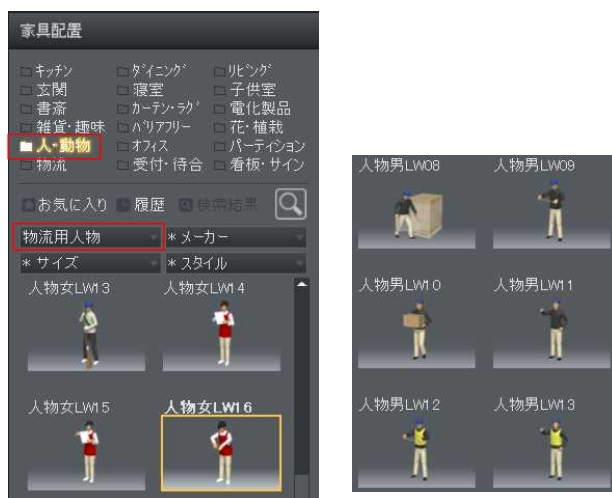 家具配置
キッチン ダイニング リビング
玄関 寝室 子供室
書斎 カーテン・ラグ 電化製品
雑貨・趣味 バリアフリー 花・植栽
人・動物 オフィス パーティション
物流 受付・待合 看板・サイン
お気に入り 履歴 検索結果
物流用人物 * メーカー
* サイズ * スタイル
人物女LW13 人物女LW14
人物女LW15 人物女LW16
人物男LW08 人物男LW09
人物男LW10 人物男LW11
人物男LW12 人物男LW13